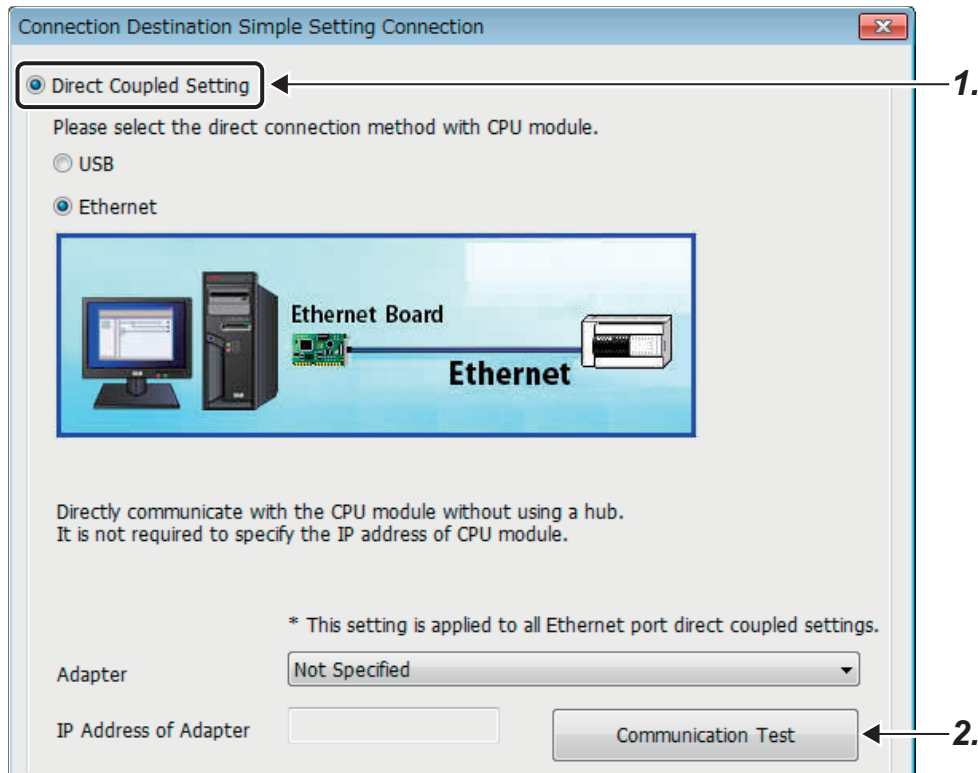 Connection Destination Simple Setting Connection
Direct Coupled Setting
1.
Please select the direct connection method with CPU module.
USB
Ethernet
Ethernet Board
Ethernet
Directly communicate with the CPU module without using a hub.
It is not required to specify the IP address of CPU module.
* This setting is applied to all Ethernet port direct coupled settings.
Adapter
Not Specified
IP Address of Adapter
Communication Test
2.